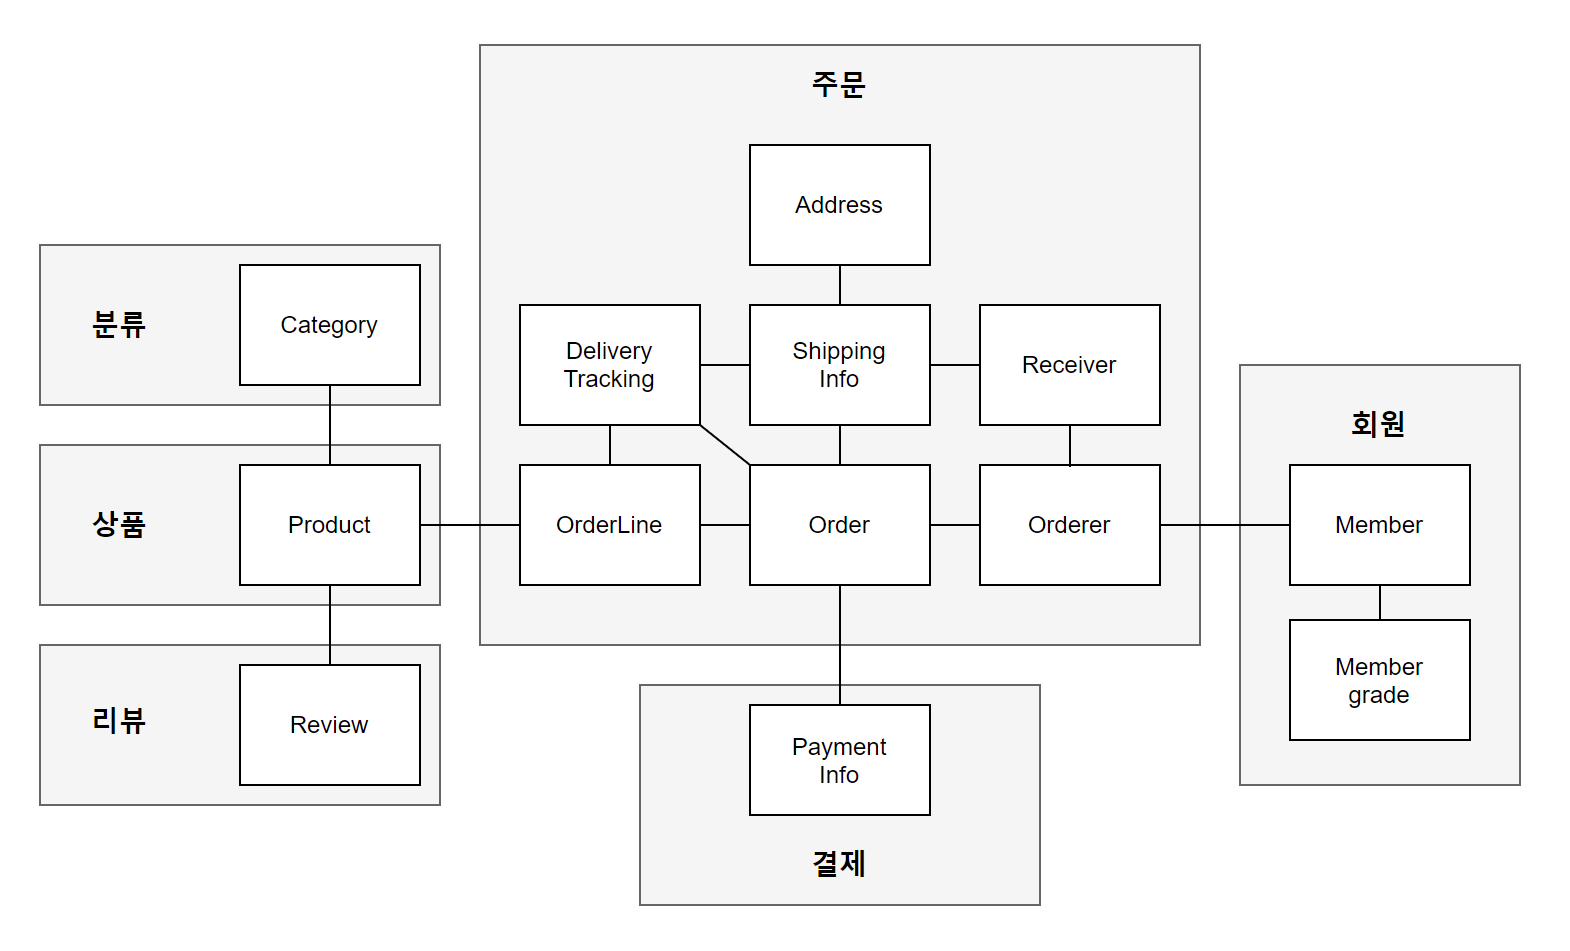 주문
Address
분류
Category
Delivery
Tracking
Shipping
Info
Receiver
회원
상품
Product
OrderLine
Order
Orderer
Member
Member
grade
리뷰
Review
Payment
Info
결제